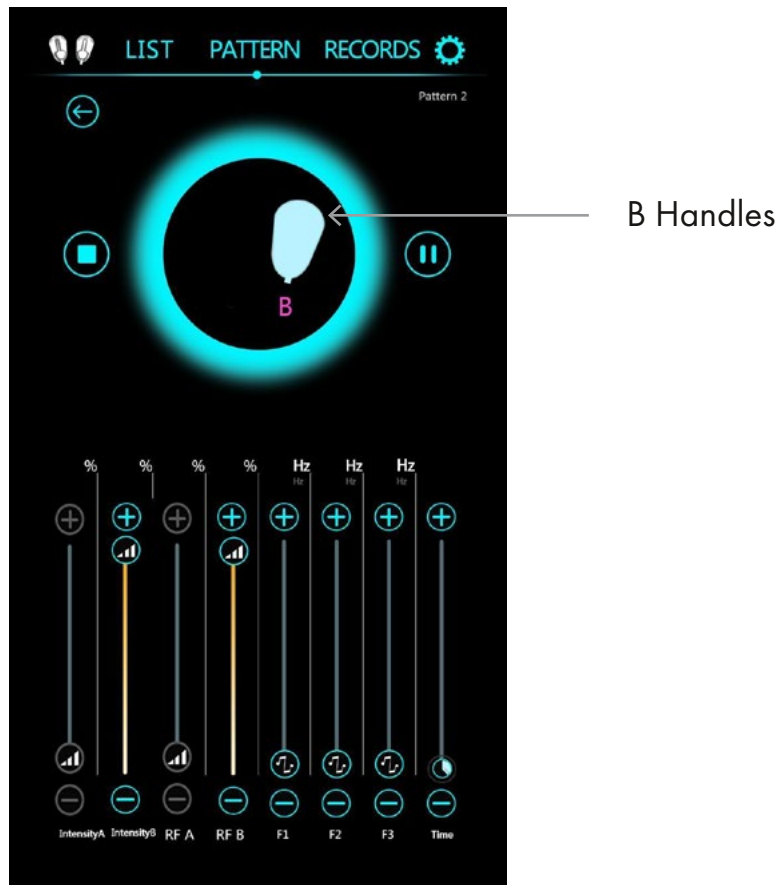 LIST PATTERN RECORDS
Pattern 2
B Handles
B
% % % % Hz Hz Hz
Hz Hz Hz
IntensityA IntensityB RF A RF B F1 F2 F3 Time